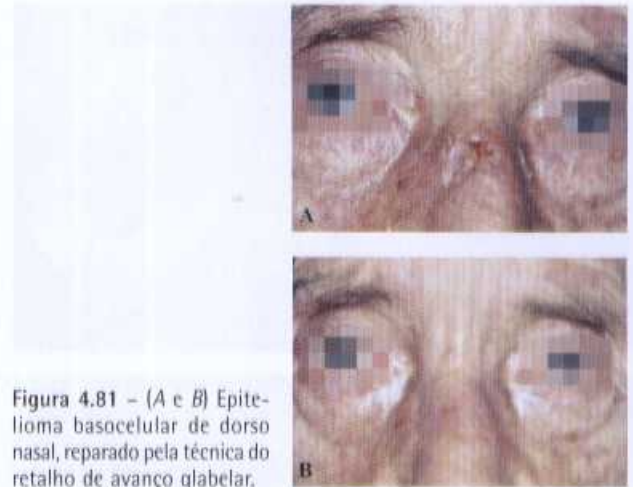 A
B
Figura 4.81 – (A e B) Epite-
lioma basocelular de dorso
nasal, reparado pela técnica do
retalho de avanço glabelar.